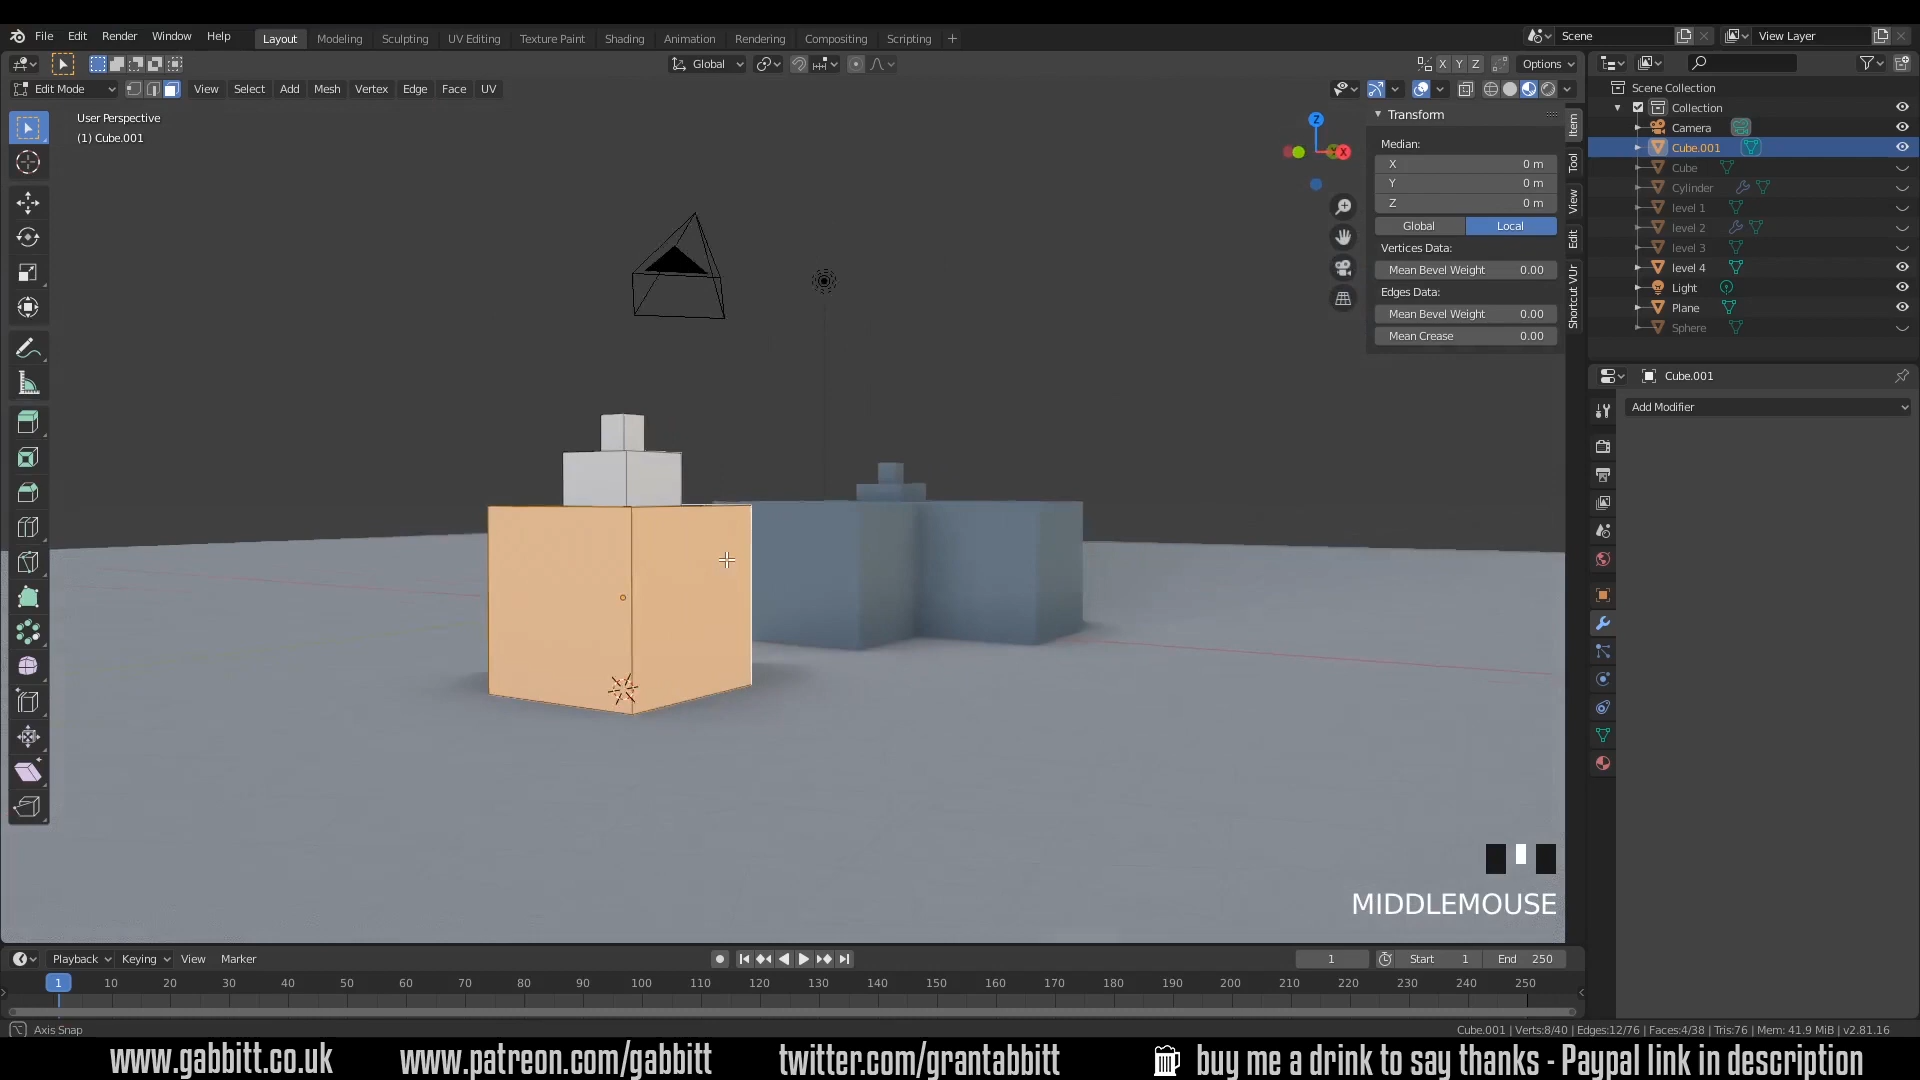 File Edit Render Window Help Layout Modeling Sculpting UV Editing Texture Paint Shading Animation Rendering Compositing Scripting + Scene View Layer
Global X Y Z Options
Edit Mode View Select Add Mesh Vertex Edge Face UV
User Perspective
(1) Cube.001
Z
X
Transform
Median:
X 0 m
Y 0 m
Z 0 m
Global Local
Vertices Data:
Mean Bevel Weight 0.00
Edges Data:
Mean Bevel Weight 0.00
Mean Crease 0.00
Item
Tool
View
Edit
Shortcut VUr
Scene Collection
Collection
Camera
Cube.001
Cube
Cylinder
level 1
level 2
level 3
level 4
Light
Plane
Sphere
Cube.001
Add Modifier
MIDDLEMOUSE
Playback Keying View Marker 1 Start 1 End 250
1 10 20 30 40 50 60 70 80 90 100 110 120 130 140 150 160 170 180 190 200 210 220 230 240 250
Axis Snap Cube.001 | Verts:8/40 | Edges:12/76 | Faces:4/38 | Tris:76 | Mem: 41.9 MiB | v2.81.16
www.gabbitt.co.uk www.patreon.com/gabbitt twitter.com/grantabbitt buy me a drink to say thanks - Paypal link in description